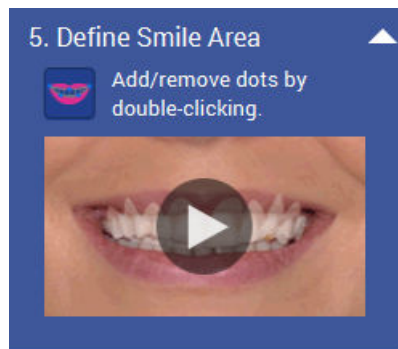 5. Define Smile Area
Add/remove dots by
double-clicking.